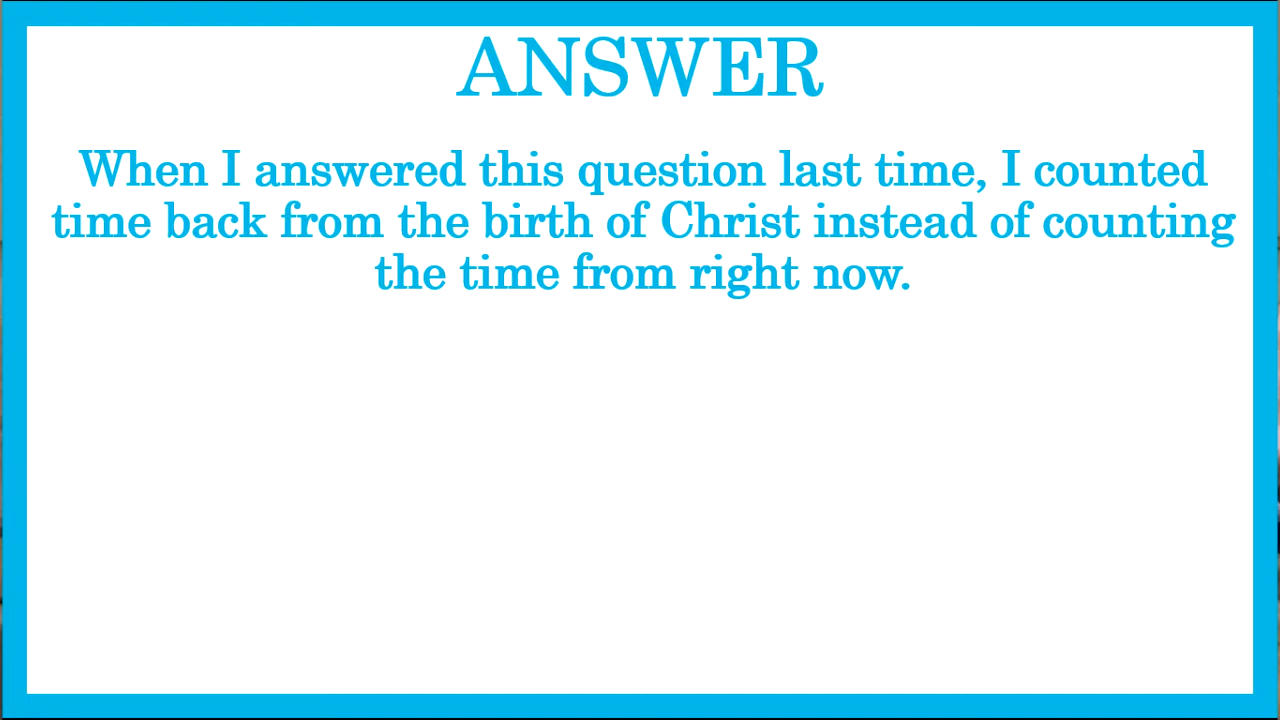 ANSWER
When I answered this question last time, I counted
time back from the birth of Christ instead of counting
the time from right now.